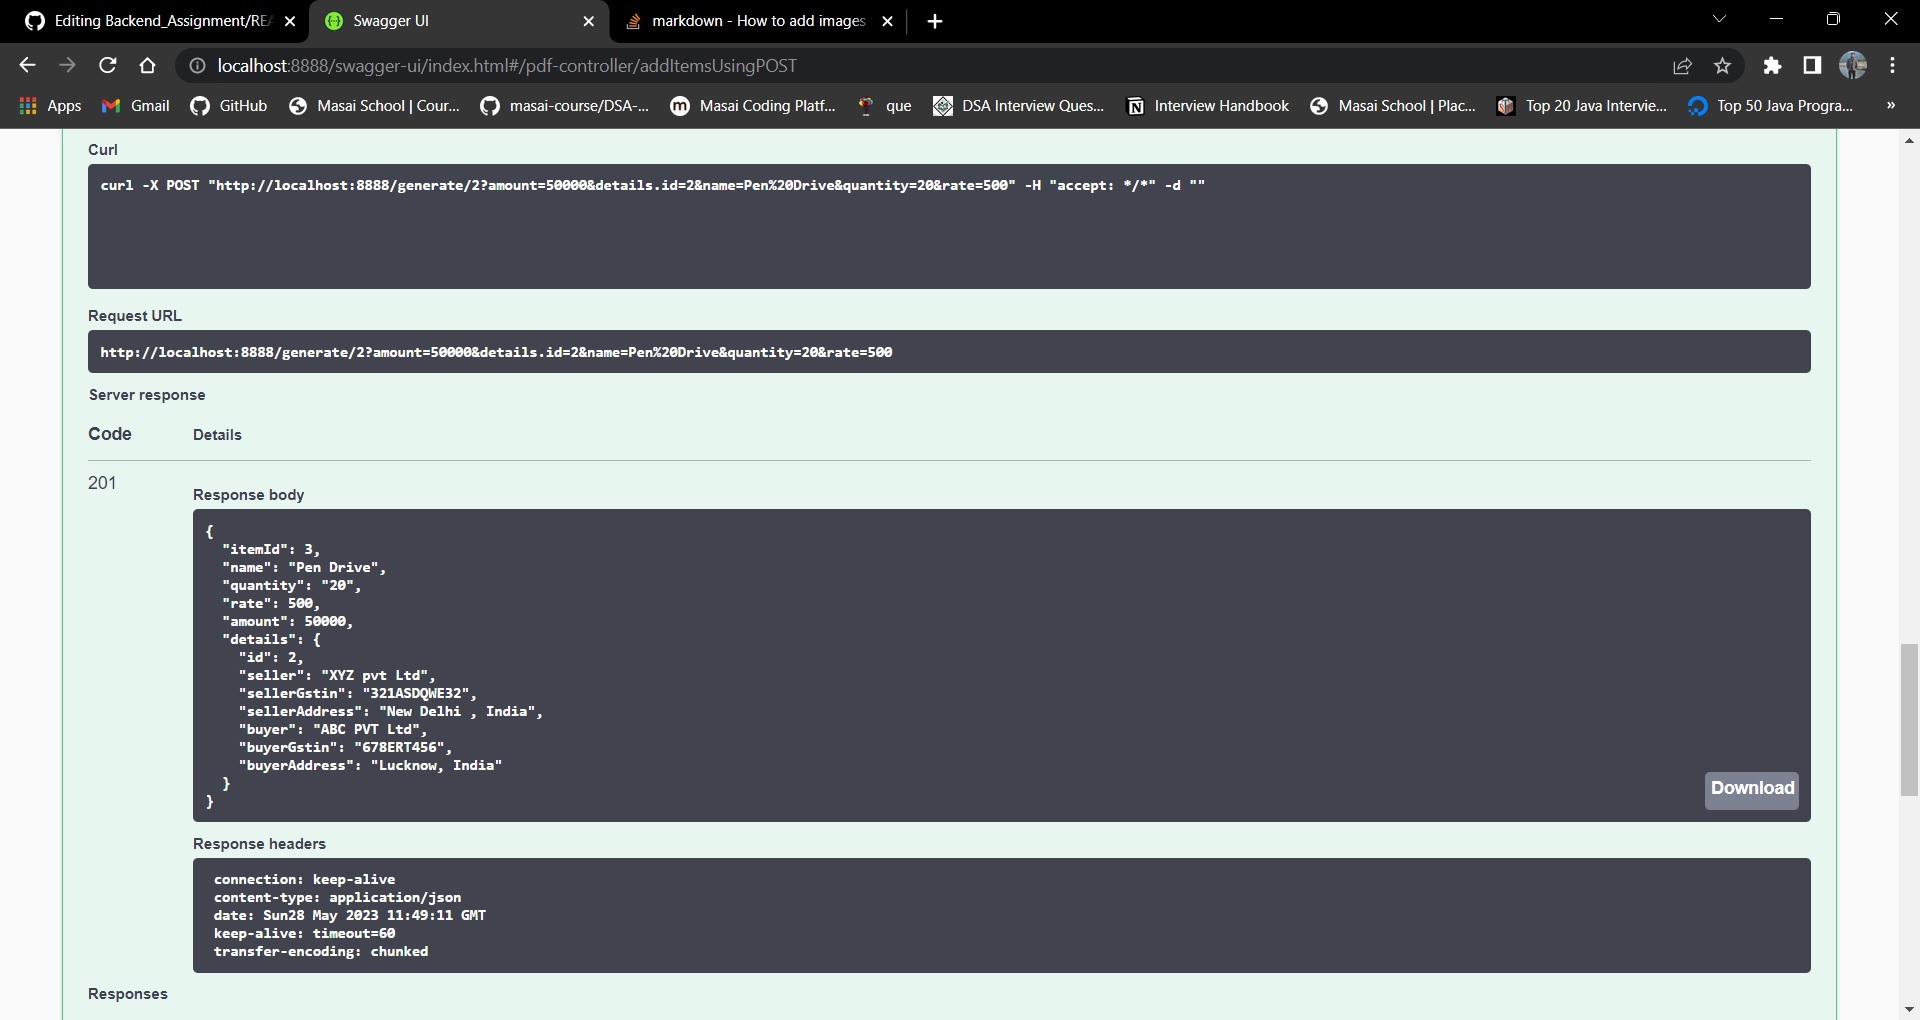 Editing Backend_Assignment/REA
Swagger UI
markdown - How to add images
localhost:8888/swagger-ui/index.html#/pdf-controller/addItemsUsingPOST
Apps
Gmail
GitHub
Masai School | Cour...
masai-course/DSA-...
Masai Coding Platf...
que
DSA Interview Ques...
Interview Handbook
Masai School | Plac...
Top 20 Java Intervie...
Top 50 Java Progra...
»
Curl
curl -X POST "http://localhost:8888/generate/2?amount=50000&details.id=2&name=Pen%20Drive&quantity=20&rate=500" -H "accept: */*" -d ""
Request URL
http://localhost:8888/generate/2?amount=50000&details.id=2&name=Pen%20Drive&quantity=20&rate=500
Server response
Code Details
201
Response body
{
"itemId": 3,
"name": "Pen Drive",
"quantity": "20",
"rate": 500,
"amount": 50000,
"details": {
"id": 2,
"seller": "XYZ pvt Ltd",
"sellerGstin": "321ASDQWE32",
"sellerAddress": "New Delhi , India",
"buyer": "ABC PVT Ltd",
"buyerGstin": "678ERT456",
"buyerAddress": "Lucknow, India"
}
}
Download
Response headers
connection: keep-alive
content-type: application/json
date: Sun28 May 2023 11:49:11 GMT
keep-alive: timeout=60
transfer-encoding: chunked
Responses